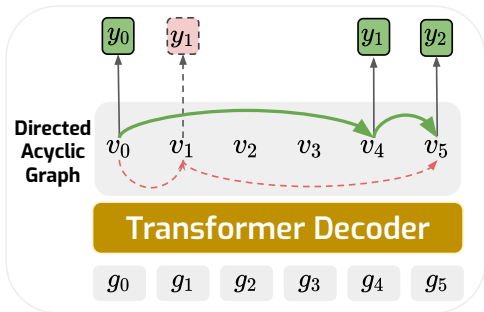 y₀ y₁ y₁ y₂
Directed
Acyclic
Graph
v₀ v₁ v₂ v₃ v₄ v₅
Transformer Decoder
g₀ g₁ g₂ g₃ g₄ g₅